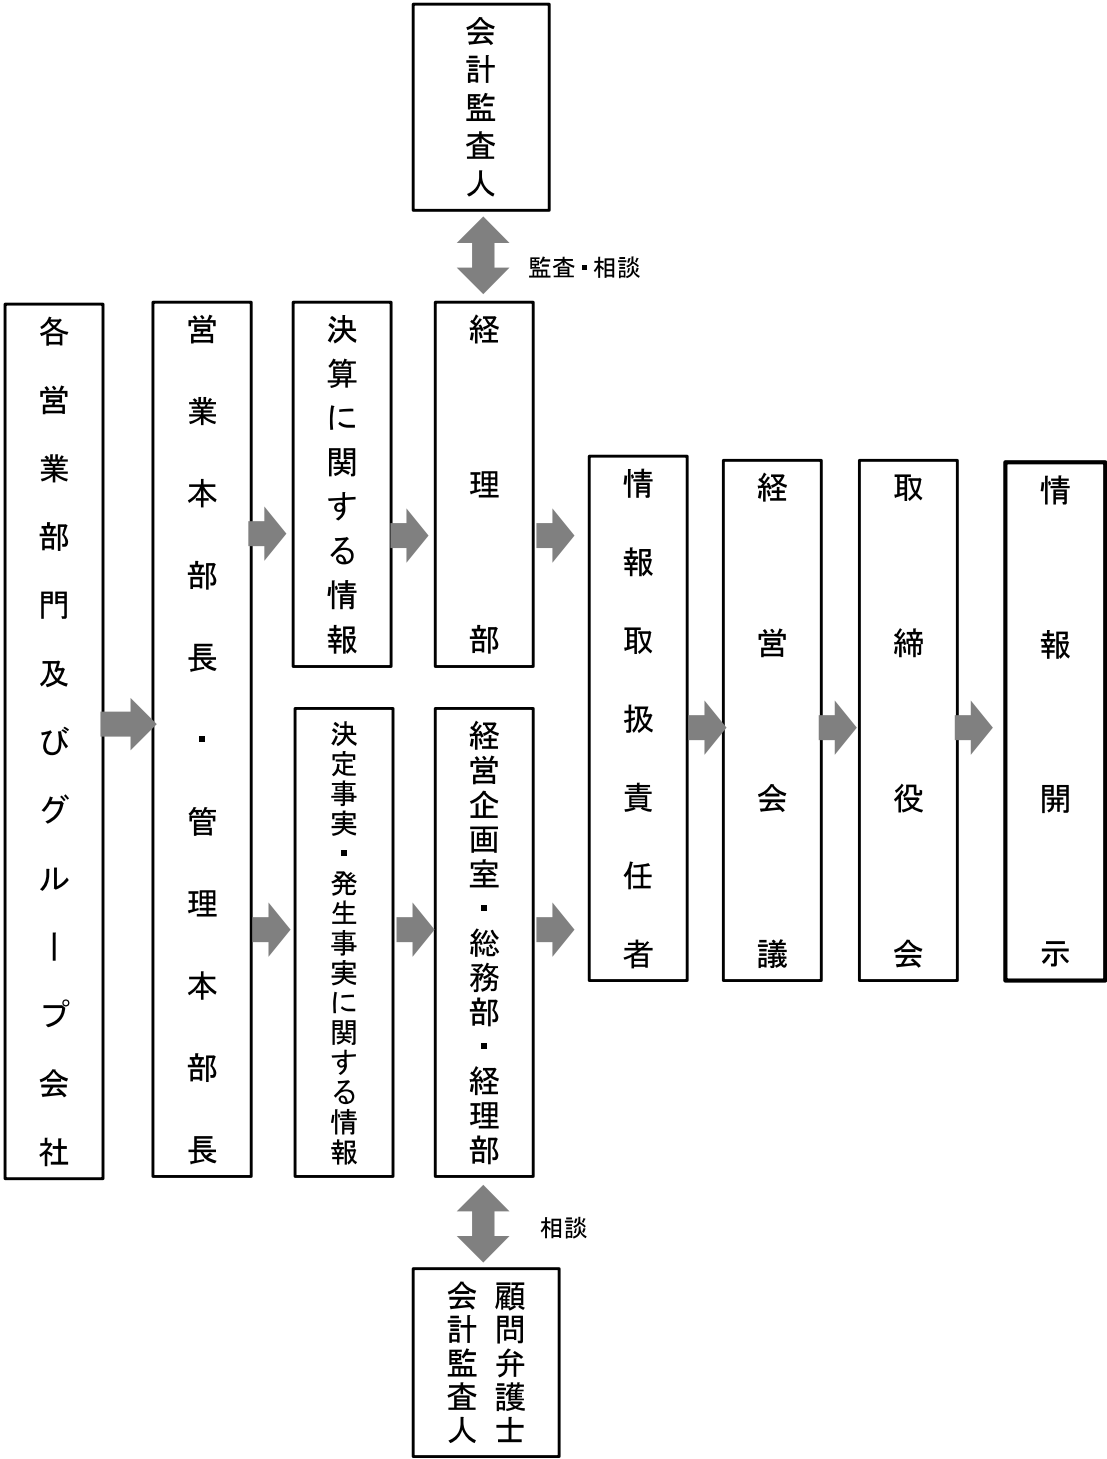 会計監査人
監査・相談
各営業部門及びグループ会社
営業本部長・管理本部長
決算に関する情報
経理部
決定事実・発生事実に関する情報
経営企画室・総務部・経理部
情報取扱責任者
経営会議
取締役会
情報開示
相談
顧問弁護士
会計監査人